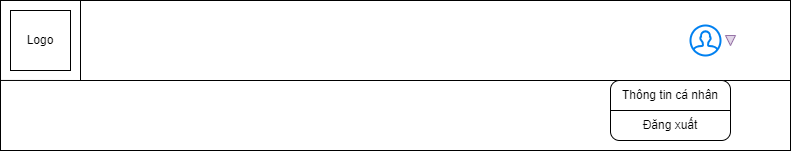 Logo
Thông tin cá nhân
Đăng xuất